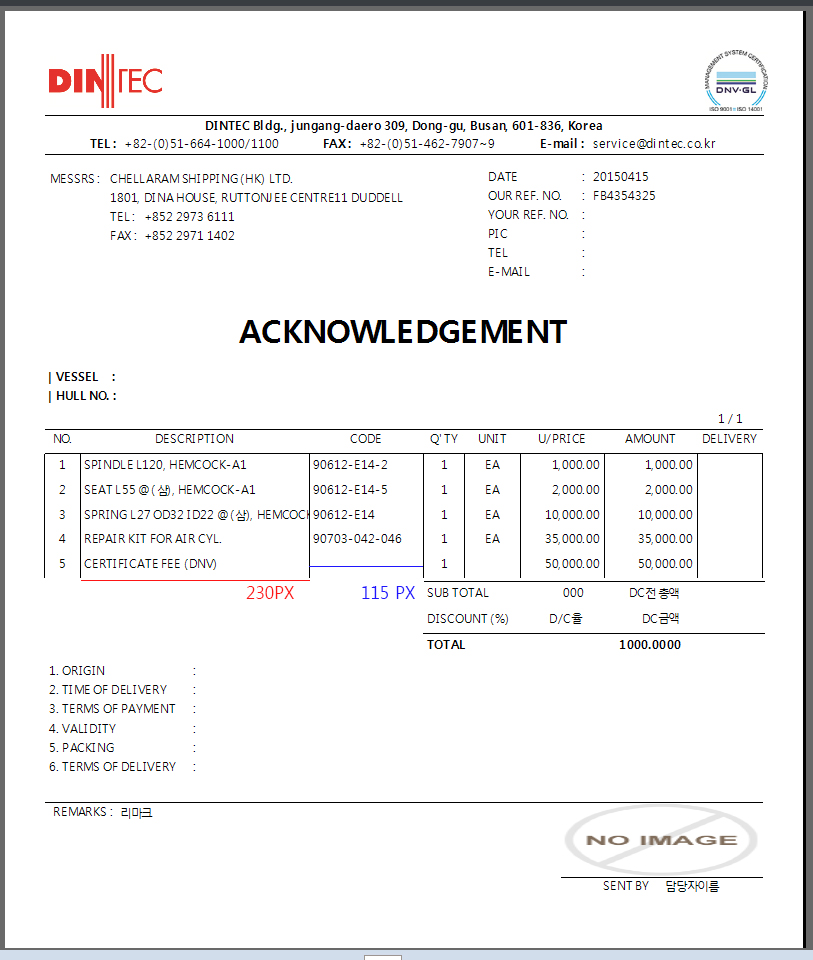 DINTEC
MANAGEMENT SYSTEM CERTIFICATION
DNV·GL
ISO 9001 = ISO 14001
DINTEC Bldg., jungang-daero 309, Dong-gu, Busan, 601-836, Korea
TEL : +82-(0)51-664-1000/1100 FAX : +82-(0)51-462-7907~9 E-mail : service@dintec.co.kr
MESSRS : CHELLARAM SHIPPING (HK) LTD.
1801, DINA HOUSE, RUTTONJEE CENTRE11 DUDDELL
TEL : +852 2973 6111
FAX : +852 2971 1402
DATE : 20150415
OUR REF. NO. : FB4354325
YOUR REF. NO. :
PIC :
TEL :
E-MAIL :
ACKNOWLEDGEMENT
| VESSEL :
| HULL NO. :
1 / 1
NO. DESCRIPTION CODE Q'TY UNIT U/PRICE AMOUNT DELIVERY
1 SPINDLE L120, HEMCOCK-A1 90612-E14-2 1 EA 1,000.00 1,000.00
2 SEAT L55 @ (샴), HEMCOCK-A1 90612-E14-5 1 EA 2,000.00 2,000.00
3 SPRING L27 OD32 ID22 @ (샴), HEMCOCK 90612-E14 1 EA 10,000.00 10,000.00
4 REPAIR KIT FOR AIR CYL. 90703-042-046 1 EA 35,000.00 35,000.00
5 CERTIFICATE FEE (DNV) 1 50,000.00 50,000.00
230PX 115 PX SUB TOTAL 000 DC전 총액
DISCOUNT (%) D/C율 DC금액
TOTAL 1000.0000
1. ORIGIN :
2. TIME OF DELIVERY :
3. TERMS OF PAYMENT :
4. VALIDITY :
5. PACKING :
6. TERMS OF DELIVERY :
REMARKS : 리마크
NO IMAGE
SENT BY 담당자이름